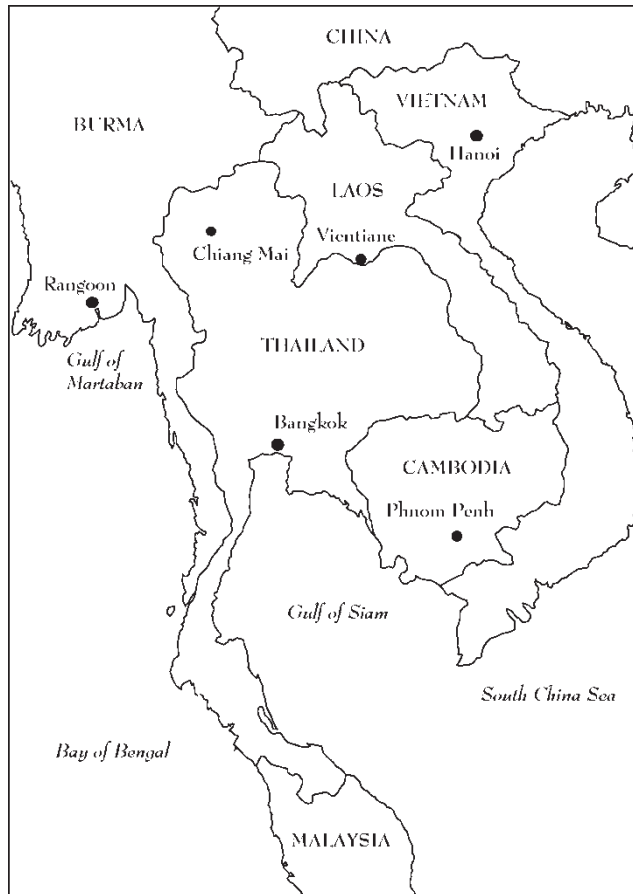 CHINA
VIETNAM
BURMA
Hanoi
LAOS
Chiang Mai
Vientiane
Rangoon
THAILAND
Gulf of
Martaban
Bangkok
CAMBODIA
Phnom Penh
Gulf of Siam
South China Sea
Bay of Bengal
MALAYSIA